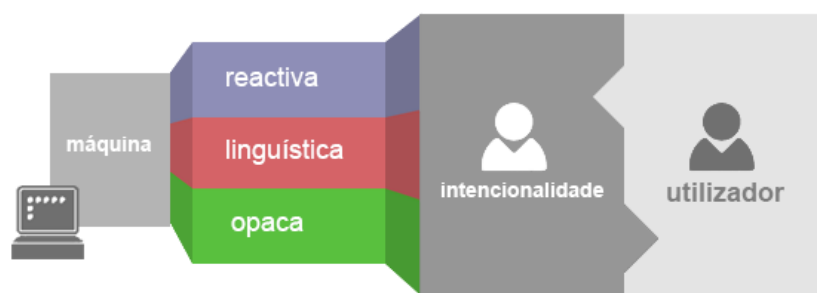 máquina
reactiva
linguística
opaca
intencionalidade
utilizador